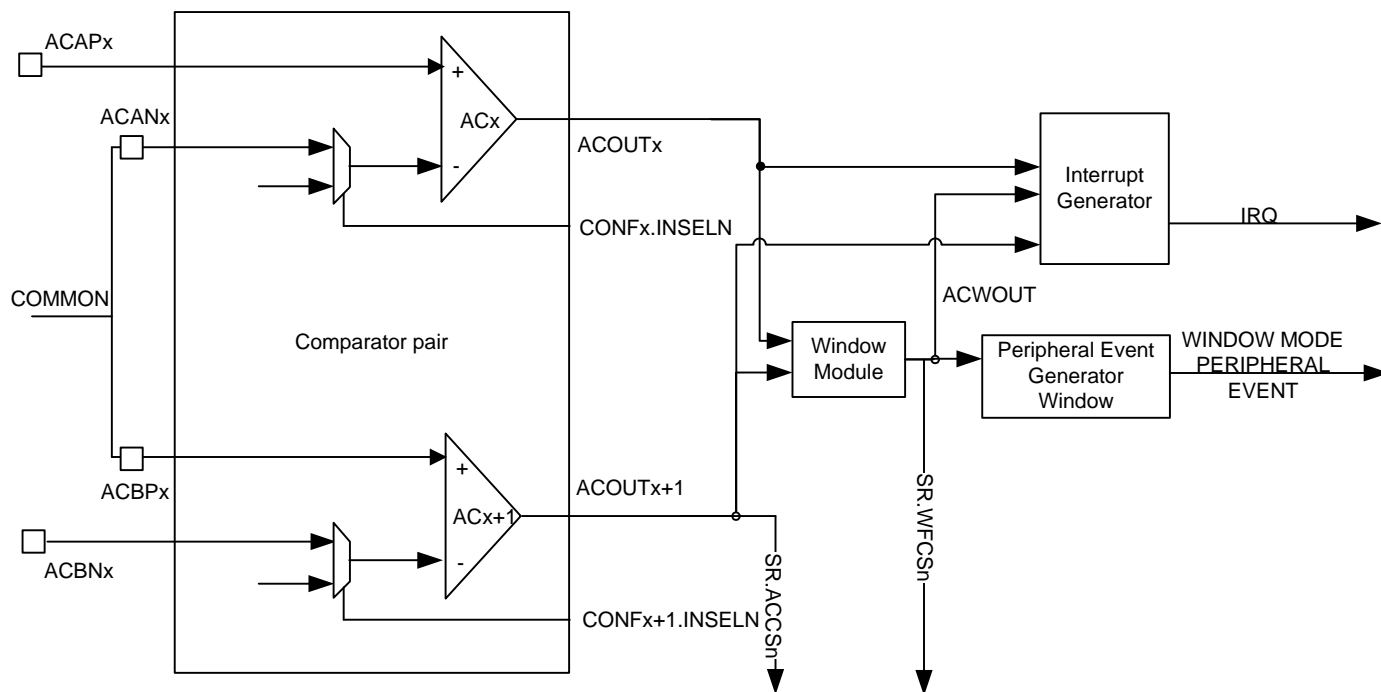 ACAPx
+
ACANx
ACx
ACOUTx
-
Interrupt
Generator
IRQ
CONFx.INSELN
ACWOUT
COMMON
Comparator pair
Window
Module
Peripheral Event
Generator
Window
WINDOW MODE
PERIPHERAL
EVENT
ACBPx
+
ACOUTx+1
ACx+1
ACBNx
-
CONFx+1.INSELN
SR.ACCSn
SR.WFCSn